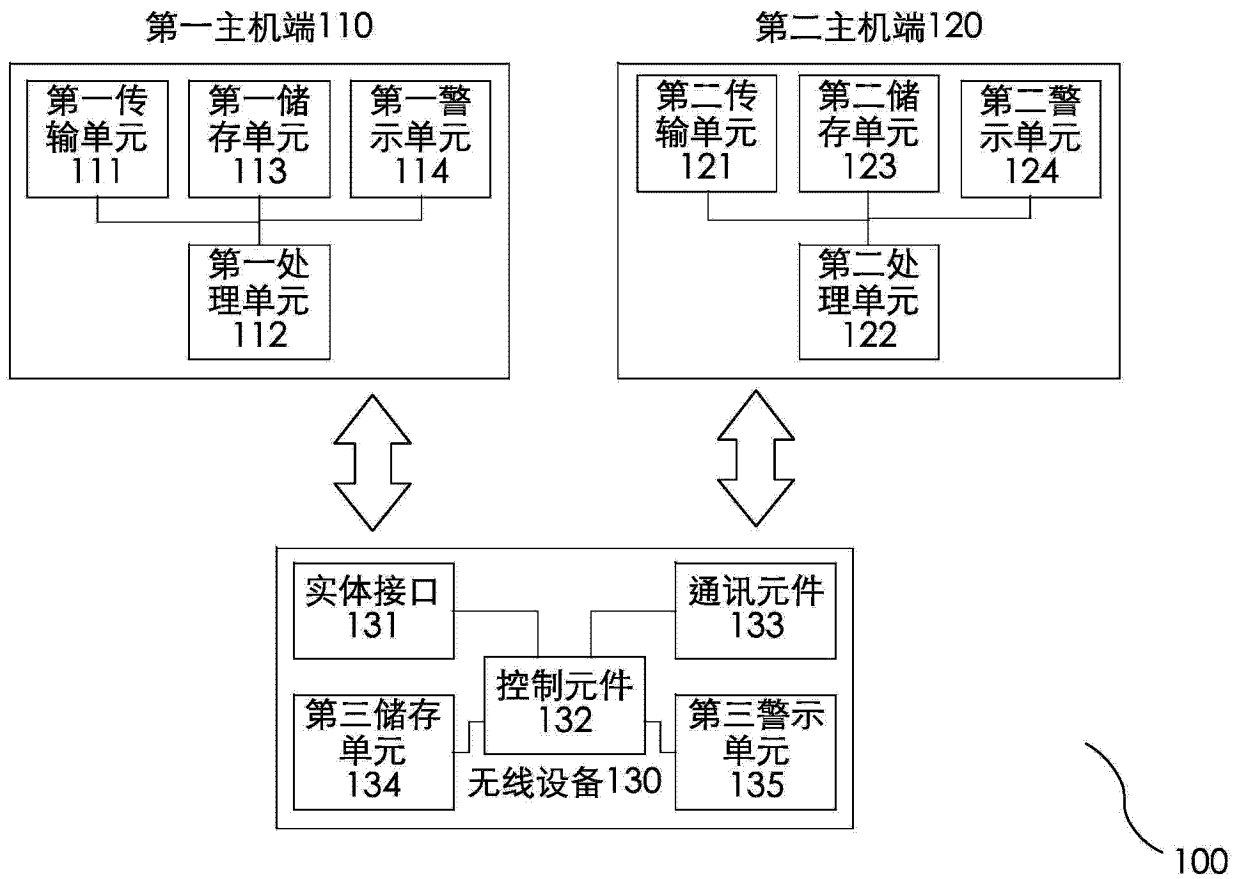 第一主机端110
第二主机端120
第一传
输单元
111
第一储
存单元
113
第一警
示单元
114
第一处
理单元
112
第二传
输单元
121
第二储
存单元
123
第二警
示单元
124
第二处
理单元
122
实体接口
131
通讯元件
133
控制元件
132
第三储存
单元
134
第三警示
单元
135
无线设备130
100